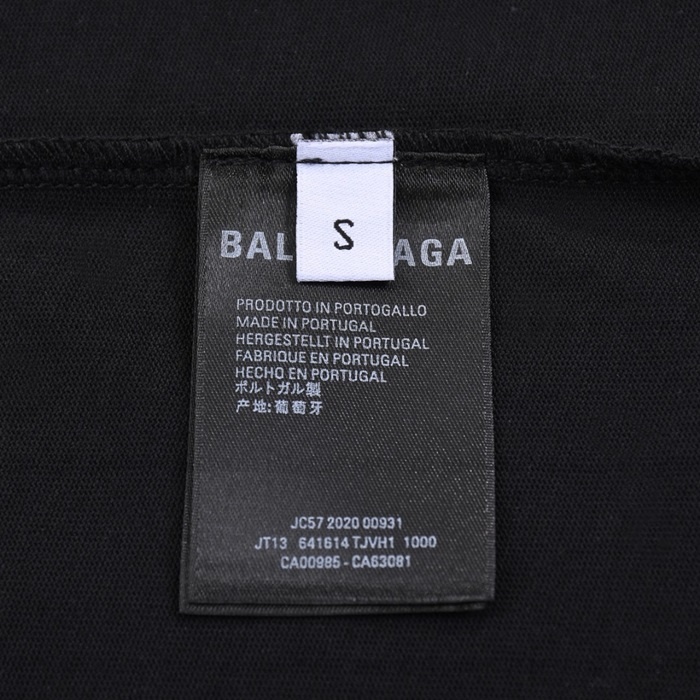 S
BAL AGA
PRODOTTO IN PORTOGALLO
MADE IN PORTUGAL
HERGESTELLT IN PORTUGAL
FABRIQUE EN PORTUGAL
HECHO EN PORTUGAL
ポルトガル製
产地:葡萄牙
JC57 2020 00931
JT13 641614 TJVH1 1000
CA00985 - CA63081